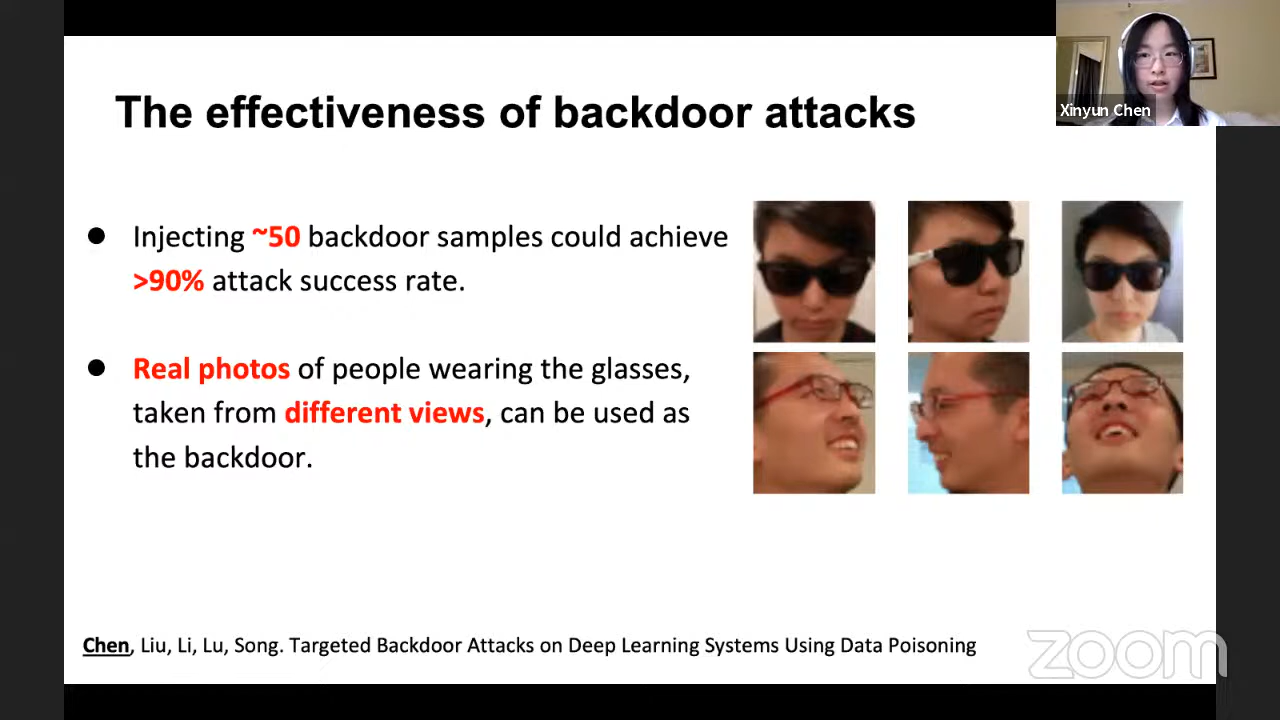 The effectiveness of backdoor attacks
Xinyun Chen
● Injecting ~50 backdoor samples could achieve
>90% attack success rate.
● Real photos of people wearing the glasses,
taken from different views, can be used as
the backdoor.
Chen, Liu, Li, Lu, Song. Targeted Backdoor Attacks on Deep Learning Systems Using Data Poisoning
zoom